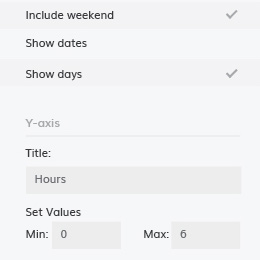 Include weekend
Show dates
Show days
Y-axis
Title:
Hours
Set Values
Min: 0 Max: 6